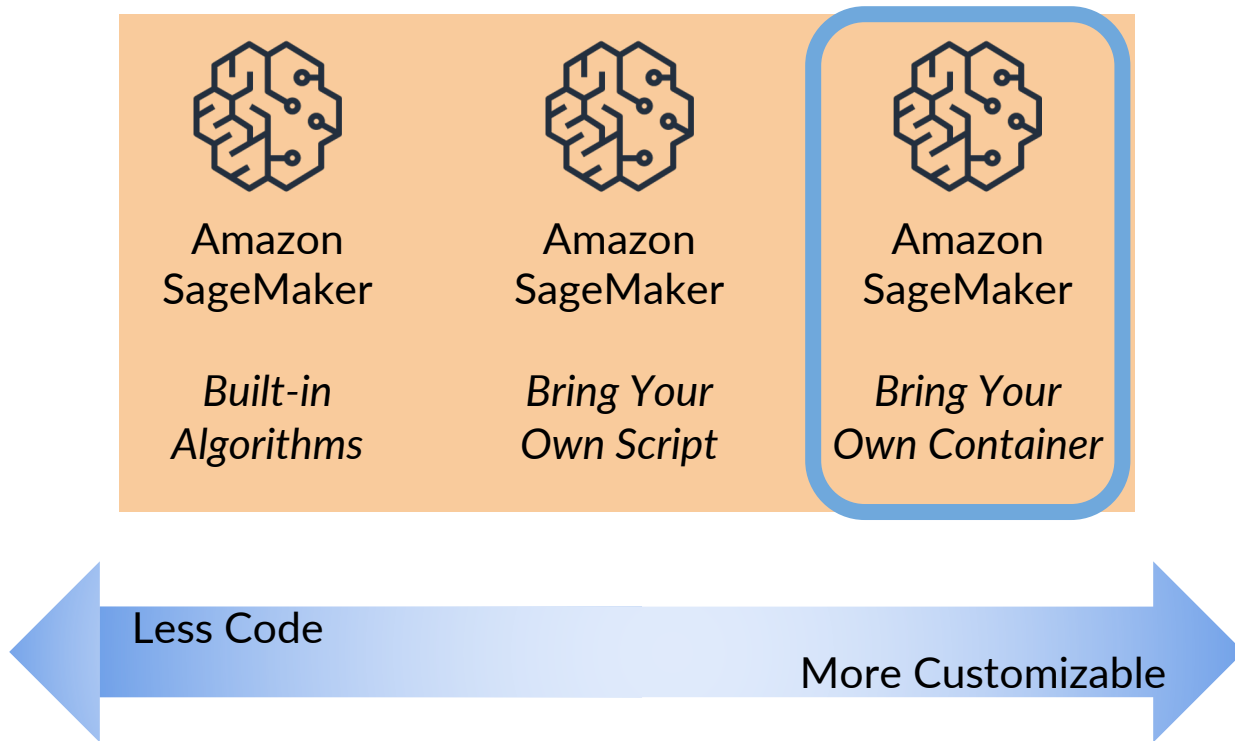 Amazon
SageMaker
Built-in
Algorithms
Amazon
SageMaker
Bring Your
Own Script
Amazon
SageMaker
Bring Your
Own Container
Less Code
More Customizable